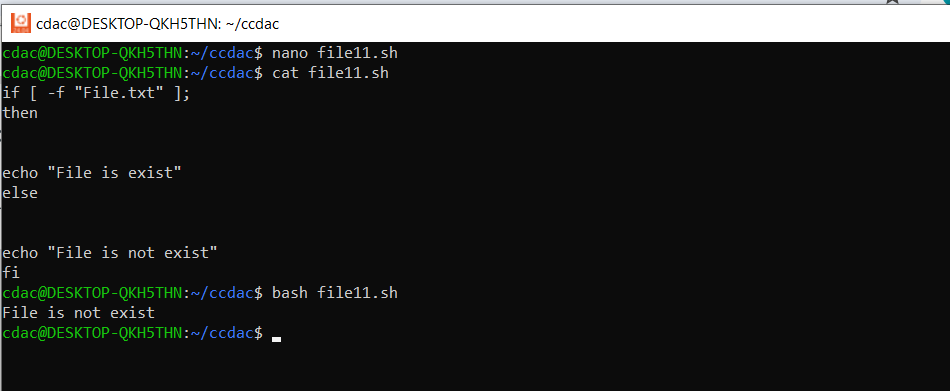 cdac@DESKTOP-QKH5THN: ~/ccdac
cdac@DESKTOP-QKH5THN:~/ccdac$ nano file11.sh
cdac@DESKTOP-QKH5THN:~/ccdac$ cat file11.sh
if [ -f "File.txt" ];
then
echo "File is exist"
else
echo "File is not exist"
fi
cdac@DESKTOP-QKH5THN:~/ccdac$ bash file11.sh
File is not exist
cdac@DESKTOP-QKH5THN:~/ccdac$